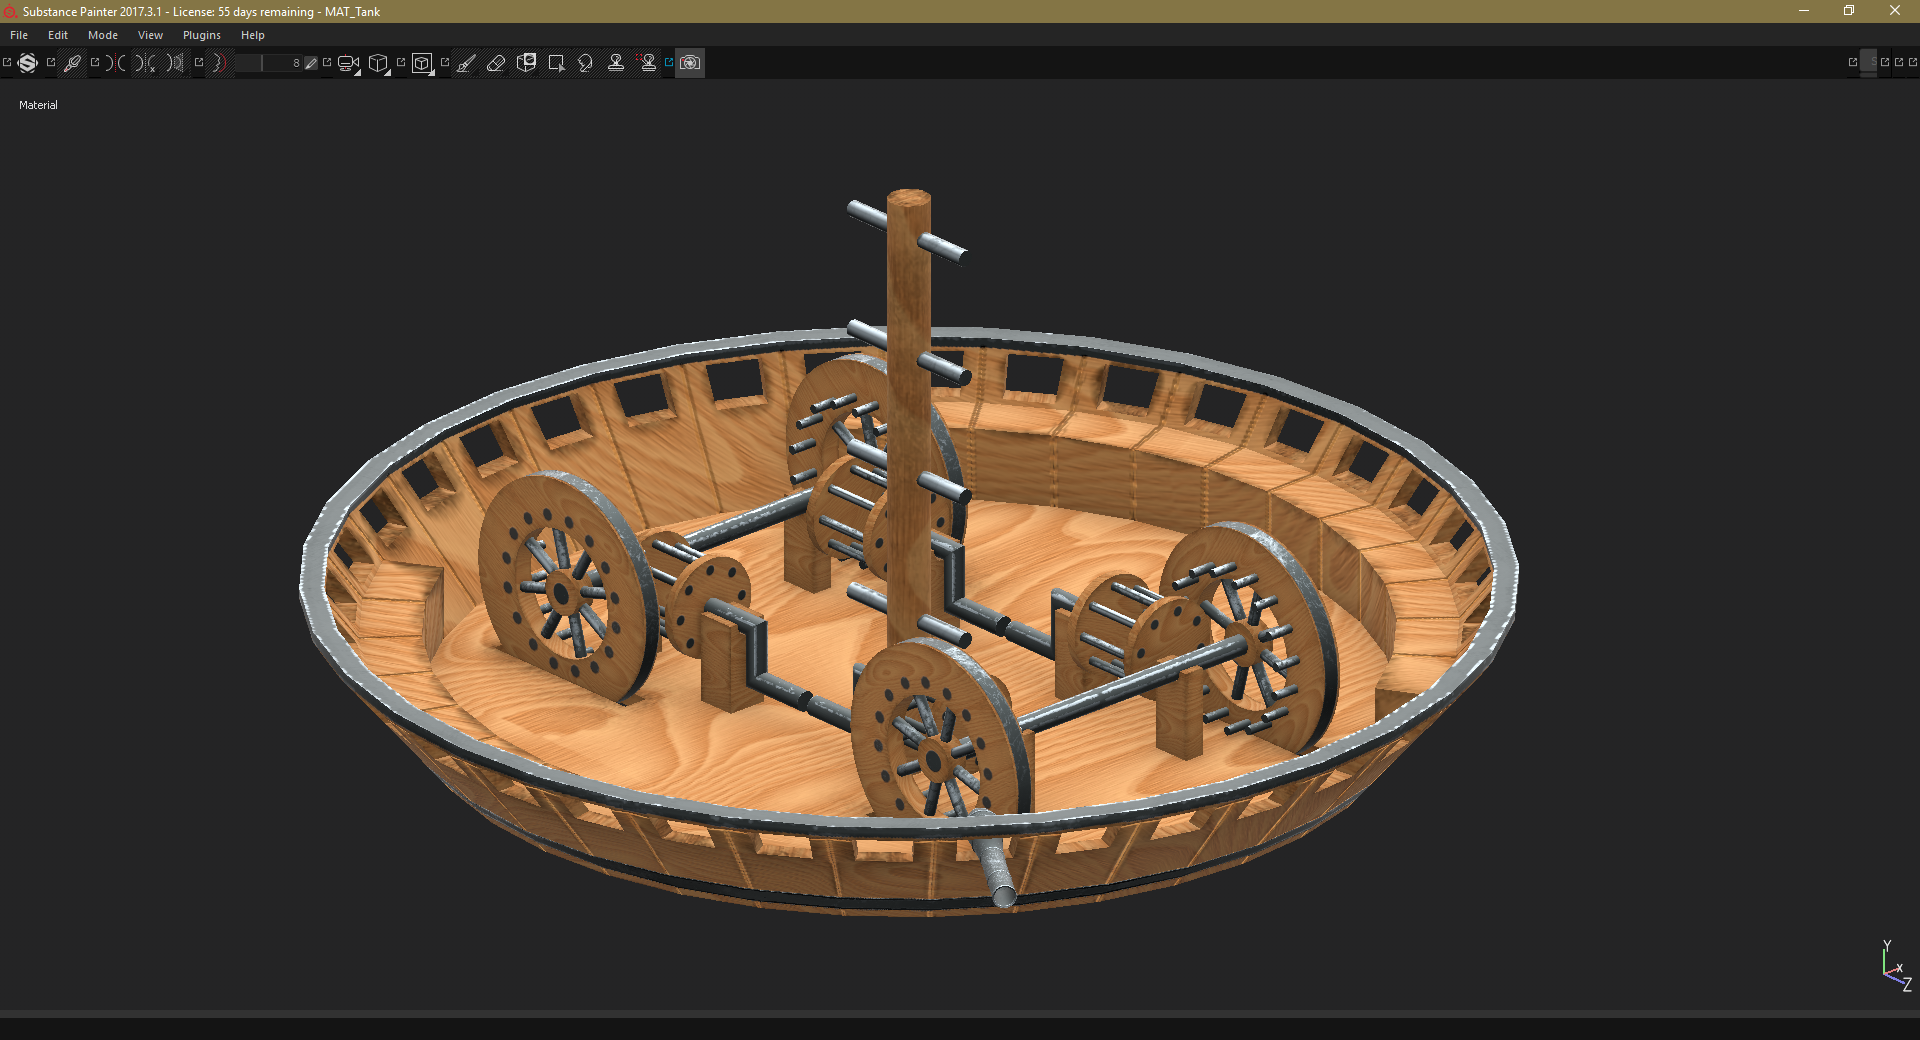 Substance Painter 2017.3.1 - License: 55 days remaining - MAT_Tank
File Edit Mode View Plugins Help
8
S
Material
Y
X
Z